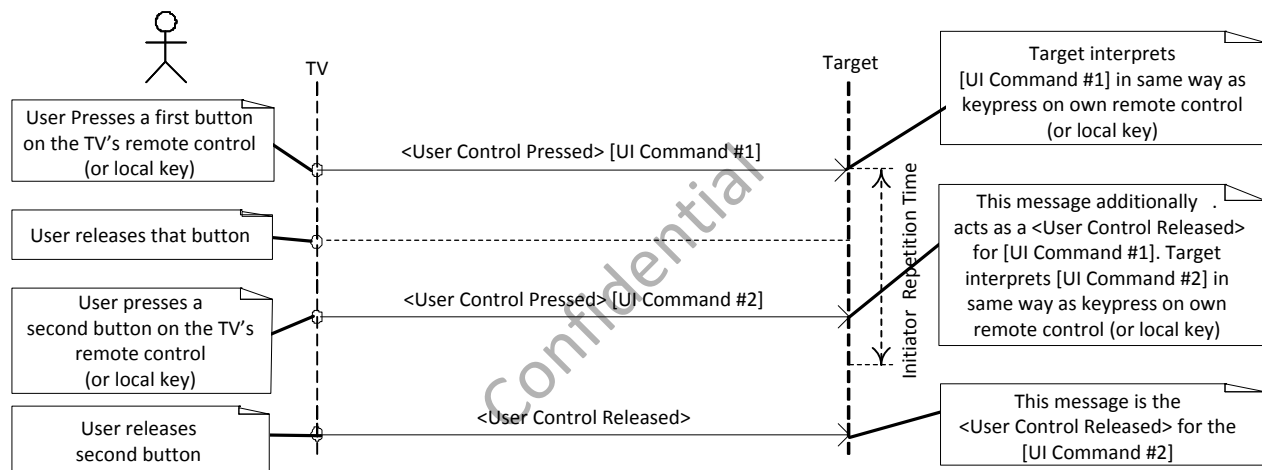 TV
Target
User Presses a first button
on the TV's remote control
(or local key)
<User Control Pressed> [UI Command #1]
Target interprets
[UI Command #1] in same way as
keypress on own remote control
(or local key)
User releases that button
Initiator Repetition Time
User presses a
second button on the TV's
remote control
(or local key)
<User Control Pressed> [UI Command #2]
This message additionally .
acts as a <User Control Released>
for [UI Command #1]. Target
interprets [UI Command #2] in
same way as keypress on own
remote control (or local key)
Confidential
User releases
second button
<User Control Released>
This message is the
<User Control Released> for the
[UI Command #2]